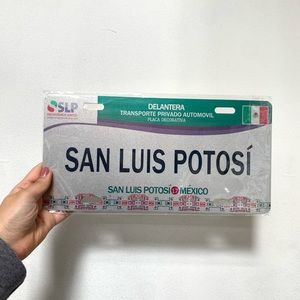 SLP
DELANTERA
TRANSPORTE PRIVADO AUTOMOVIL
PLACA DECORATIVA
SAN LUIS POTOSÍ
SAN LUIS POTOSÍ MÉXICO